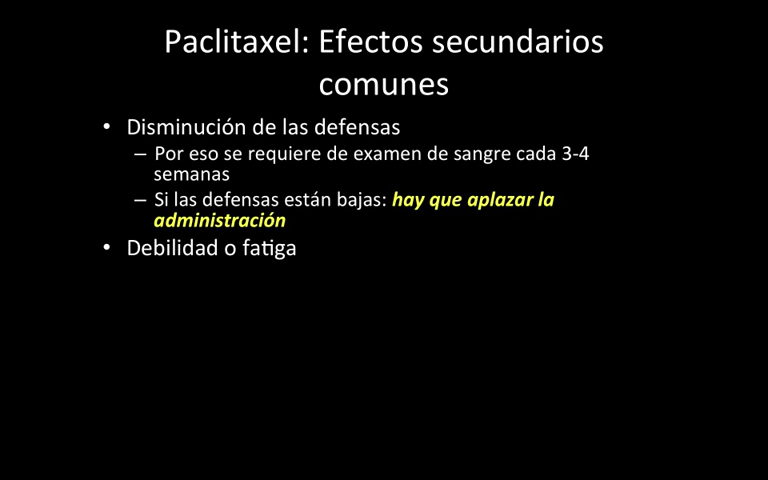 Paclitaxel: Efectos secundarios
comunes
• Disminución de las defensas
– Por eso se requiere de examen de sangre cada 3-4
semanas
– Si las defensas están bajas: hay que aplazar la
administración
• Debilidad o fatiga